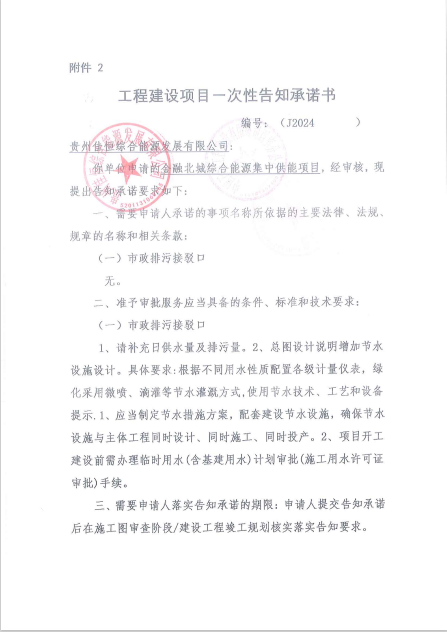 附件 2
工程建设项目一次性告知承诺书
编号：（J2024 ）
贵州佳恒综合能源发展有限公司：
你单位申请的金融北城综合能源集中供能项目，经审核，现
提出告知承诺要求如下：
一、需要申请人承诺的事项名称所依据的主要法律、法规、
规章的名称和相关条款：
（一）市政排污接驳口
无。
二、准予审批服务应当具备的条件、标准和技术要求：
（一）市政排污接驳口
1、请补充日供水量及排污量。2、总图设计说明增加节水
设施设计。具体要求:根据不同用水性质配置各级计量仪表，绿
化采用微喷、滴灌等节水灌溉方式,使用节水技术、工艺和设备
提示.1、应当制定节水措施方案，配套建设节水设施，确保节水
设施与主体工程同时设计、同时施工、同时投产。2、项目开工
建设前需办理临时用水(含基建用水)计划审批(施工用水许可证
审批)手续。
三、需要申请人落实告知承诺的期限：申请人提交告知承诺
后在施工图审查阶段/建设工程竣工规划核实落实告知要求。